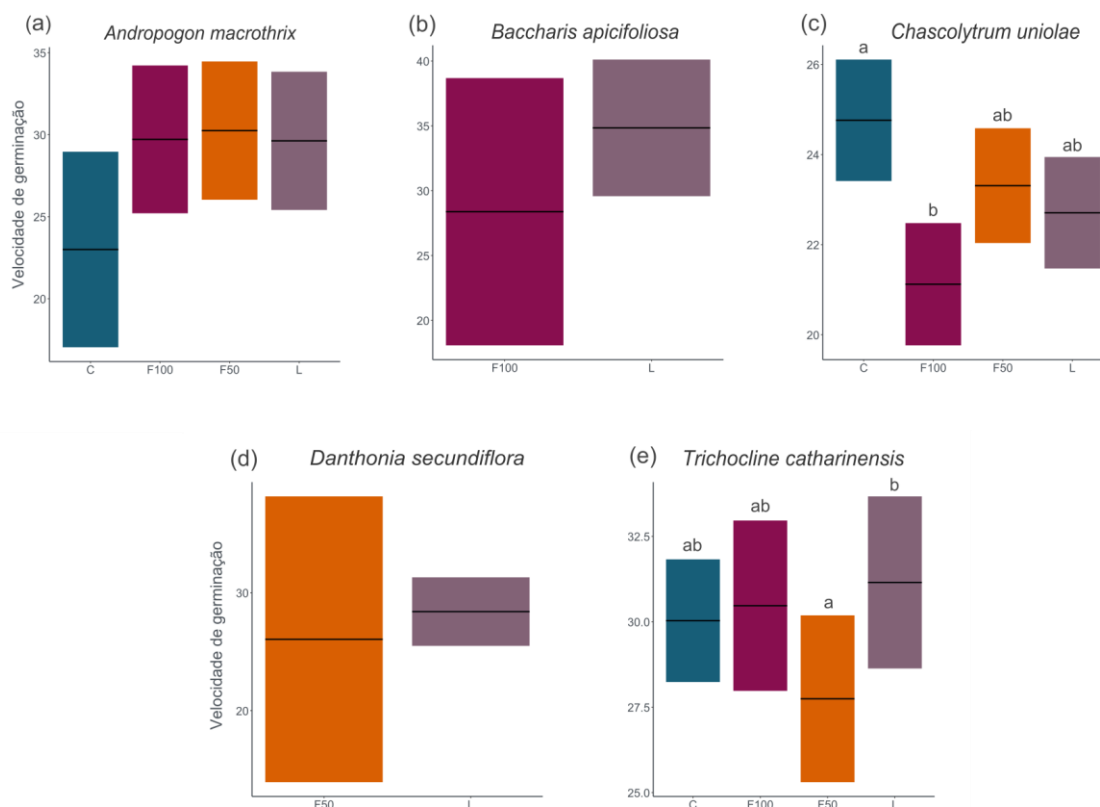 (a)
Andropogon macrothrix
Velocidade de germinação
35
30
25
20
C
F100
F50
L
(b)
Baccharis apicifoliosa
40
35
30
25
20
F100
L
(c)
Chascolytrum uniolae
26
24
22
20
a
b
ab
ab
C
F100
F50
L
(d)
Danthonia secundiflora
Velocidade de germinação
30
20
F50
L
(e)
Trichocline catharinensis
32.5
30.0
27.5
25.0
ab
ab
a
b
C
F100
F50
L